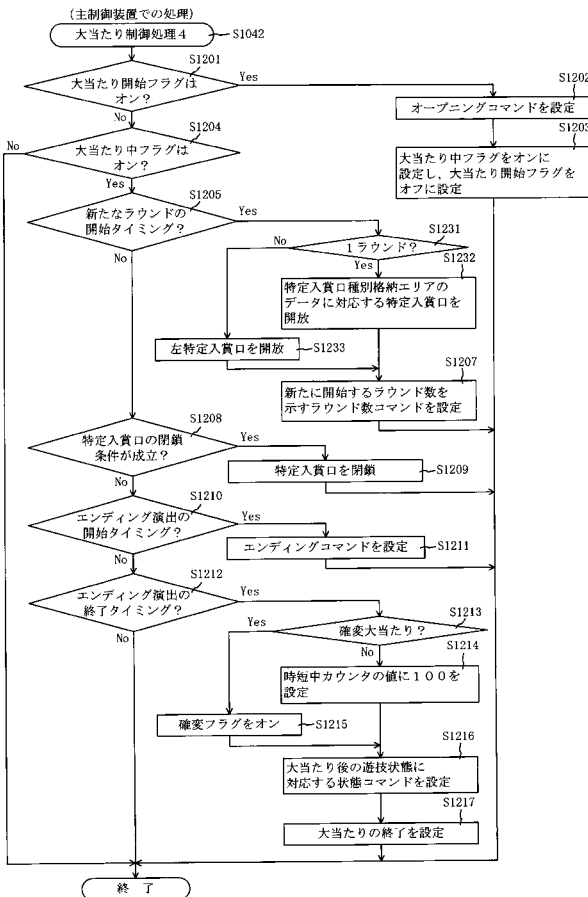 (主制御装置での処理)
大当たり制御処理４
S1042
S1201
大当たり開始フラグは
オン？
Yes
No
S1202
オープニングコマンドを設定
S1203
大当たり中フラグをオンに
設定し、大当たり開始フラグを
オフに設定
S1204
大当たり中フラグは
オン？
No
Yes
S1205
新たなラウンドの
開始タイミング？
Yes
No
S1231
１ラウンド？
No
Yes
S1232
特定入賞口種別格納エリアの
データに対応する特定入賞口を
開放
左特定入賞口を開放
S1233
S1207
新たに開始するラウンド数を
示すラウンド数コマンドを設定
S1208
特定入賞口の閉鎖
条件が成立？
Yes
No
特定入賞口を閉鎖
S1209
S1210
エンディング演出の
開始タイミング？
Yes
No
エンディングコマンドを設定
S1211
S1212
エンディング演出の
終了タイミング？
Yes
No
S1213
確変大当たり？
Yes
No
S1214
時短中カウンタの値に１００を
設定
確変フラグをオン
S1215
S1216
大当たり後の遊技状態に
対応する状態コマンドを設定
S1217
大当たりの終了を設定
終 了